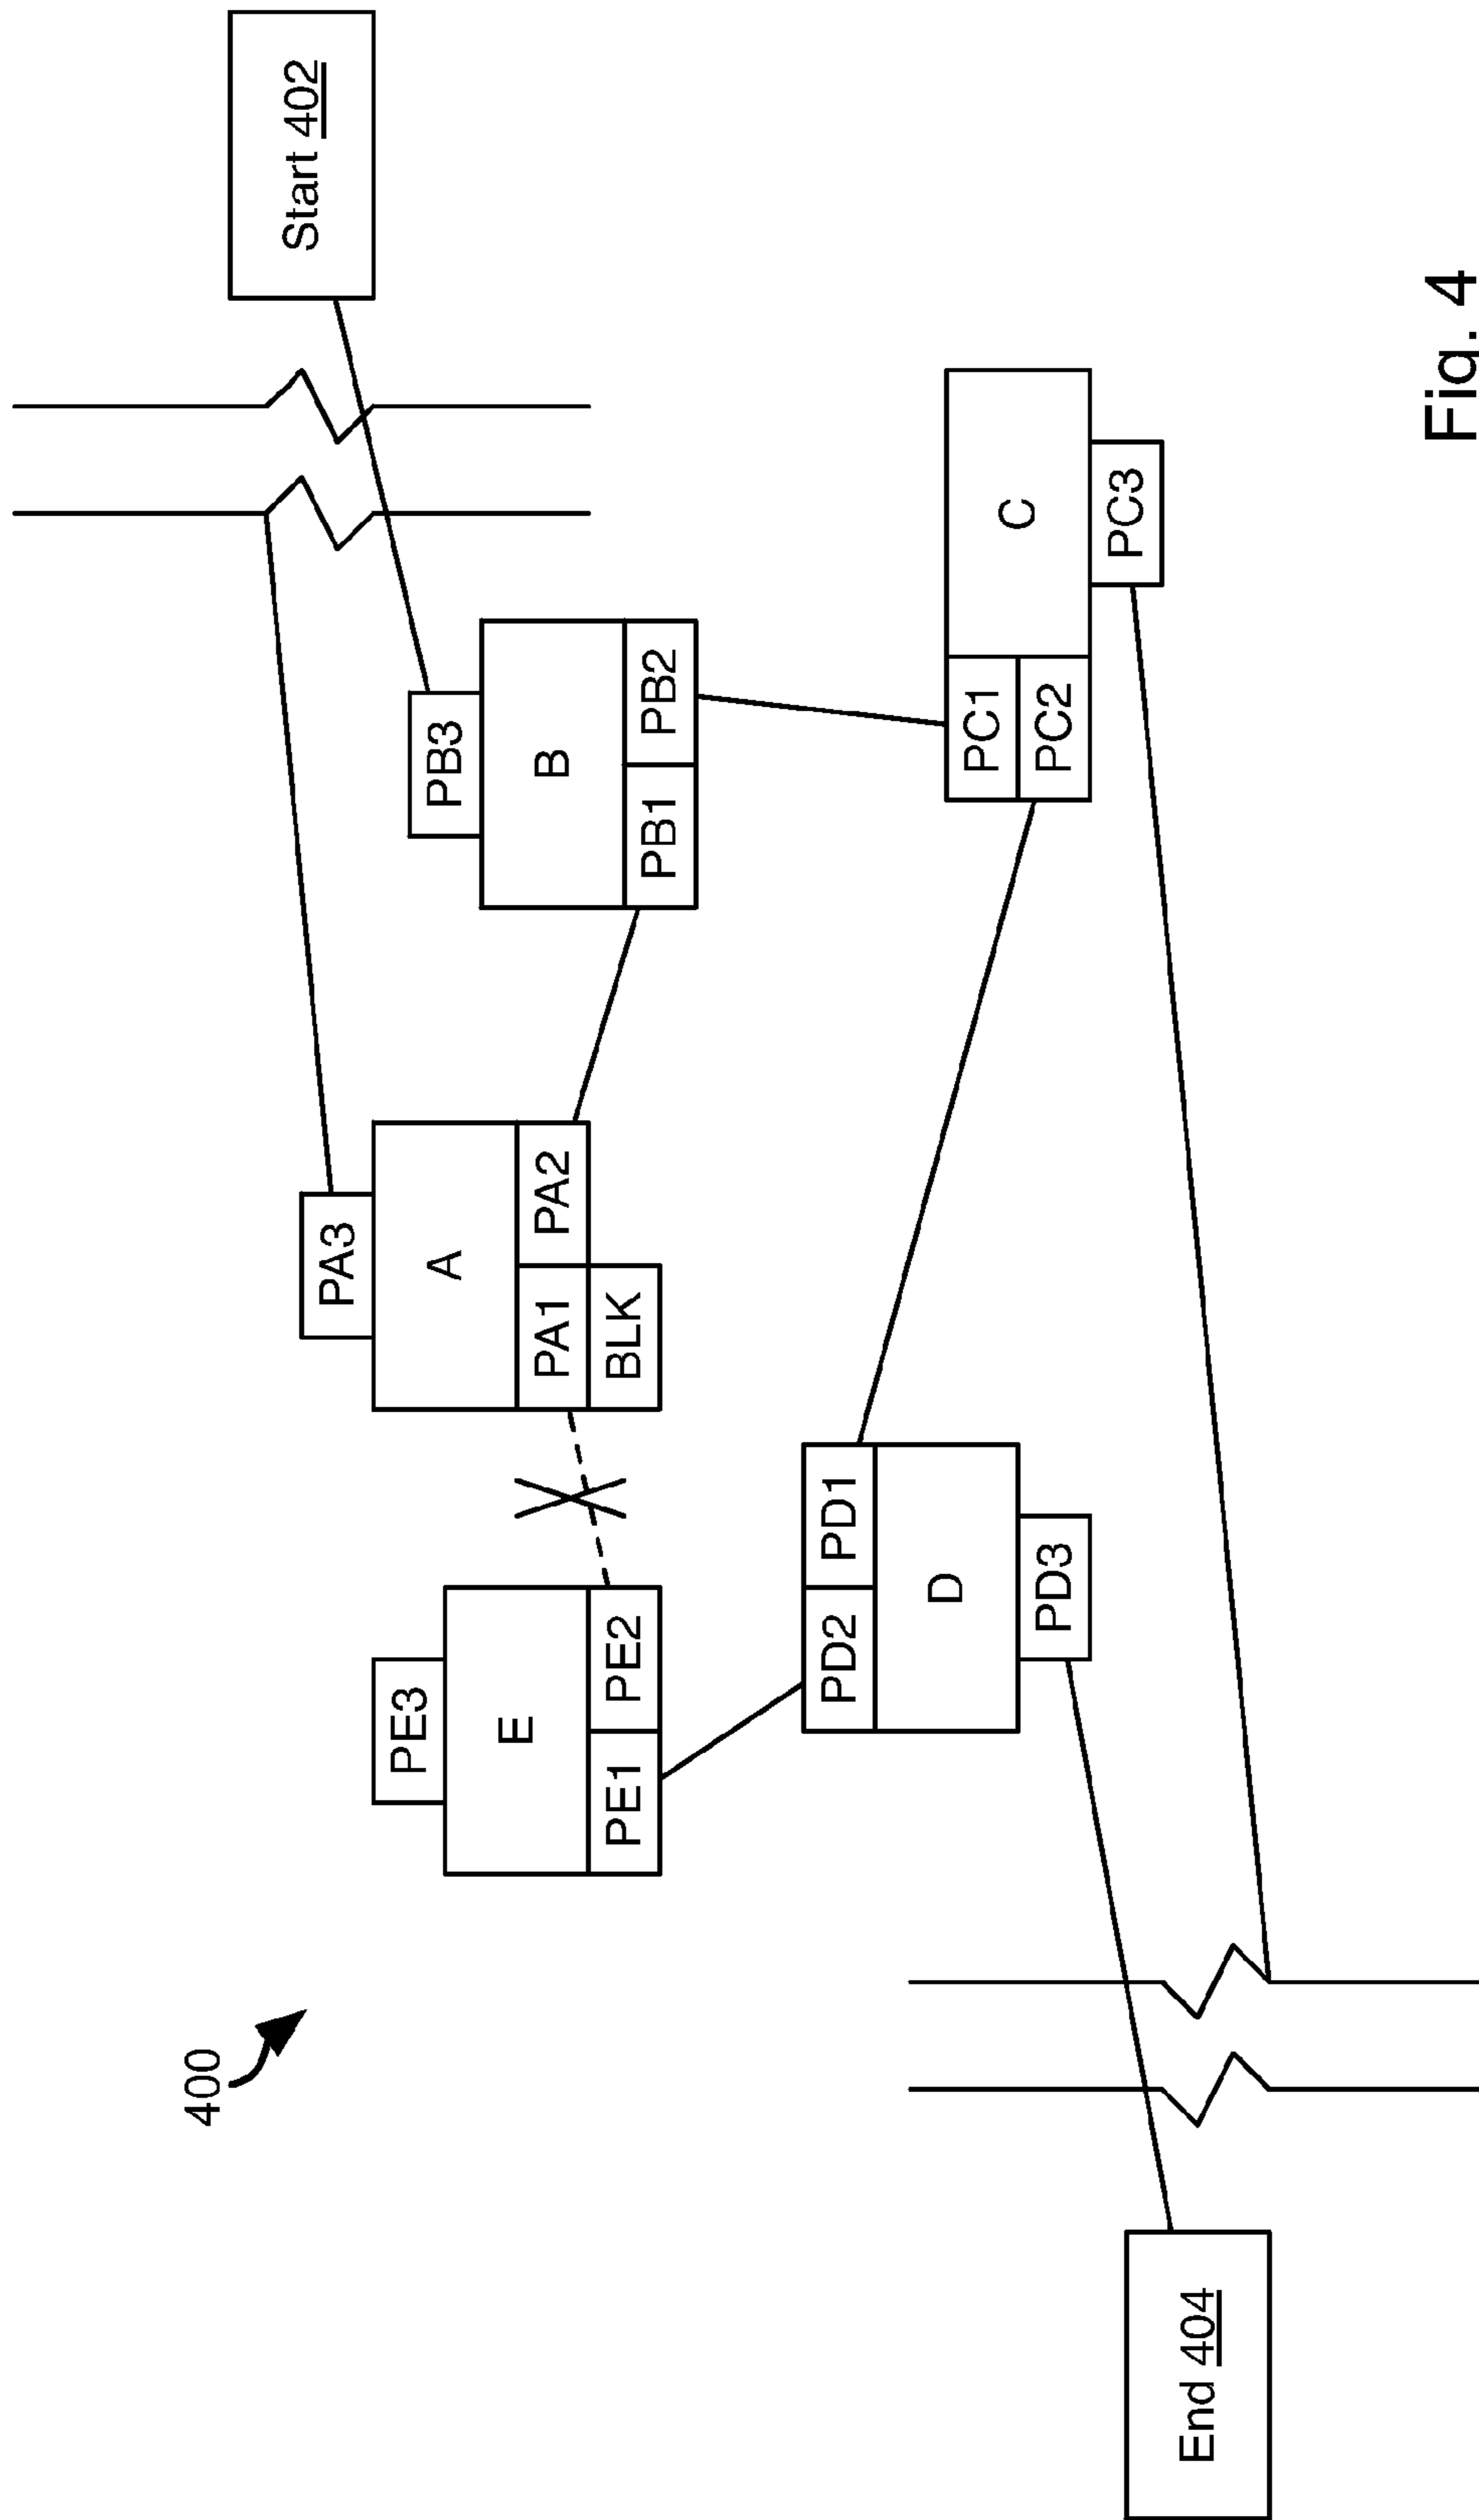 400
End 404
PE3
E
PE1
PE2
PD2
PD1
D
PD3
PA3
A
PA1
PA2
BLK
PB3
B
PB1
PB2
PC1
PC2
C
PC3
Start 402
Fig. 4